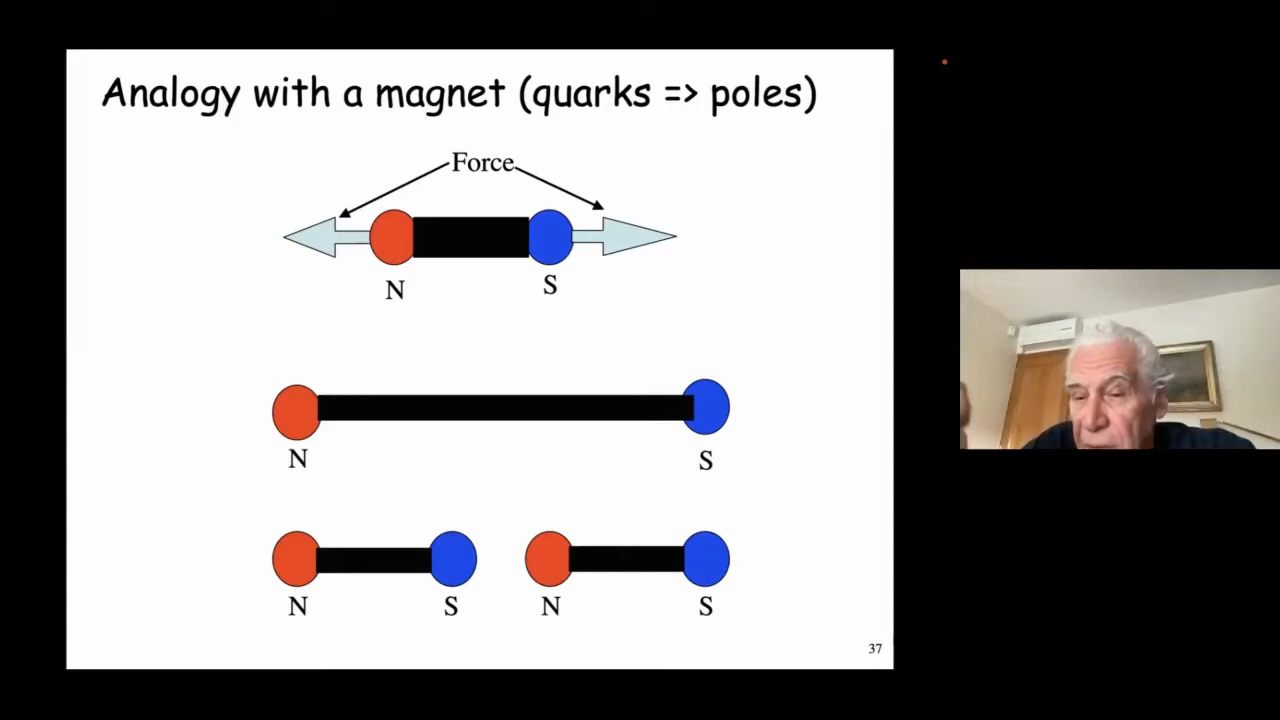 Analogy with a magnet (quarks => poles)
Force
N S
N S
N S N S
37